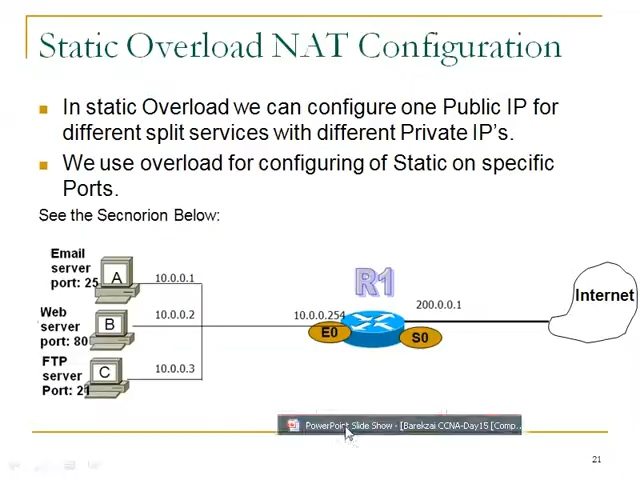 Static Overload NAT Configuration
In static Overload we can configure one Public IP for
different split services with different Private IP's.
We use overload for configuring of Static on specific
Ports.
See the Secnorion Below:
Email
server
port: 25
A
10.0.0.1
Web
server
port: 80
B
10.0.0.2
FTP
server
Port: 21
C
10.0.0.3
R1
10.0.0.254
E0
S0
200.0.0.1
Internet
PowerPoint Slide Show - [Barekzai CCNA-Day15 [Comp...
21